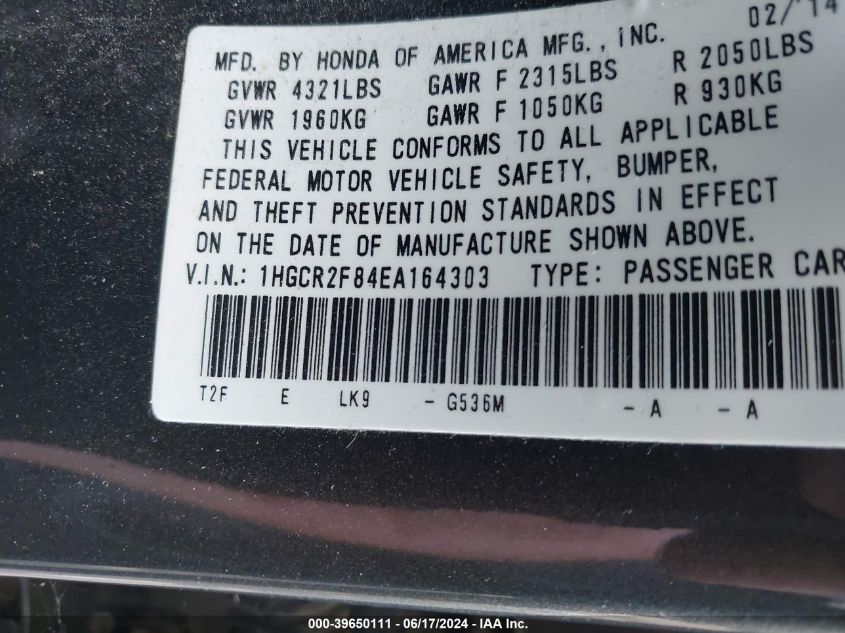 02/'14
MFD. BY HONDA OF AMERICA MFG., INC.
GVWR 4321LBS GAWR F 2315LBS R 2050LBS
GVWR 1960KG GAWR F 1050KG R 930KG
THIS VEHICLE CONFORMS TO ALL APPLICABLE
FEDERAL MOTOR VEHICLE SAFETY, BUMPER,
AND THEFT PREVENTION STANDARDS IN EFFECT
ON THE DATE OF MANUFACTURE SHOWN ABOVE.
V.I.N.: 1HGCR2F84EA164303 TYPE: PASSENGER CAR
T2F E LK9 - G536M - A - A
000-39650111 - 06/17/2024 - IAA Inc.